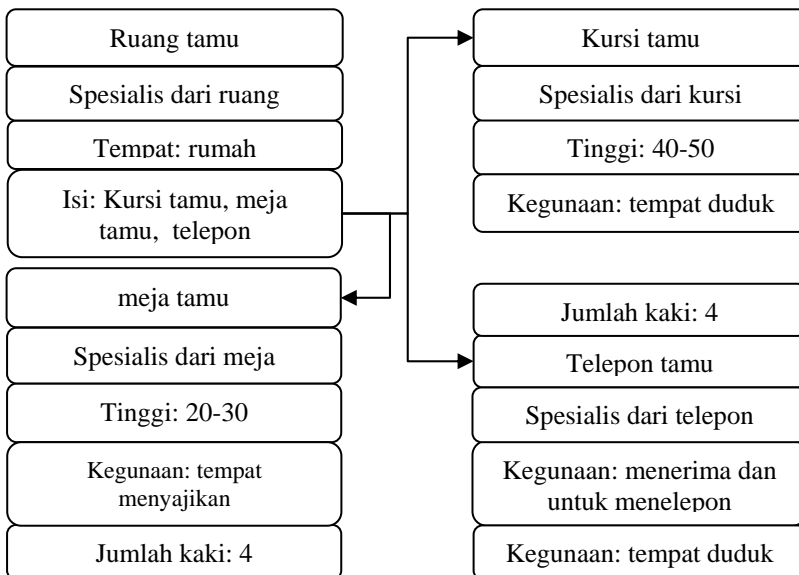 Ruang tamu
Spesialis dari ruang
Tempat: rumah
Isi: Kursi tamu, meja
tamu, telepon
meja tamu
Spesialis dari meja
Tinggi: 20-30
Kegunaan: tempat
menyajikan
Jumlah kaki: 4
Kursi tamu
Spesialis dari kursi
Tinggi: 40-50
Kegunaan: tempat duduk
Jumlah kaki: 4
Telepon tamu
Spesialis dari telepon
Kegunaan: menerima dan
untuk menelepon
Kegunaan: tempat duduk